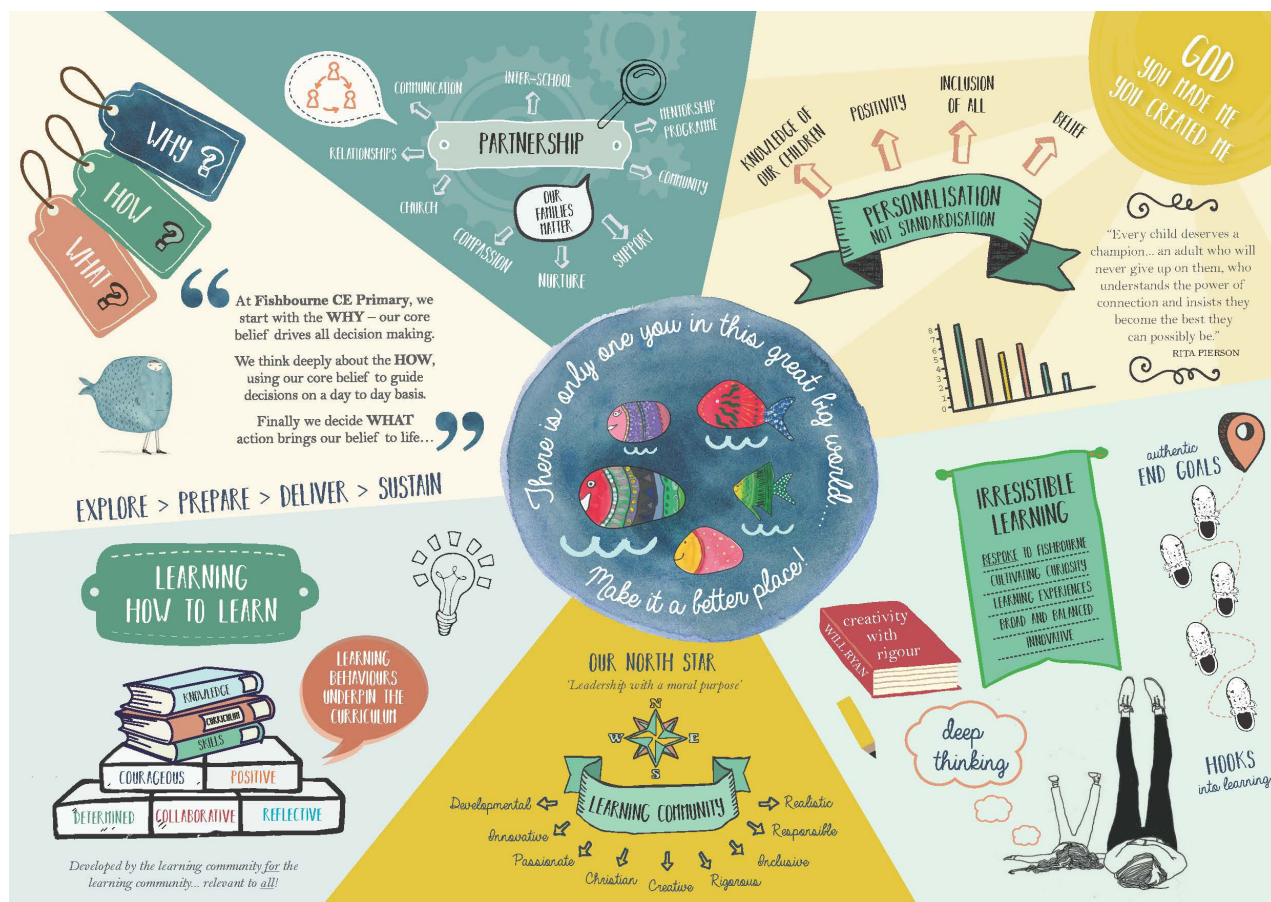 WHY ?
HOW ?
WHAT ?
“ At Fishbourne CE Primary, we
start with the WHY – our core
belief drives all decision making.
We think deeply about the HOW,
using our core belief to guide
decisions on a day to day basis.
Finally we decide WHAT
action brings our belief to life... ”
EXPLORE > PREPARE > DELIVER > SUSTAIN
COMMUNICATION
INTER-SCHOOL
MENTORSHIP
PROGRAMME
PARTNERSHIP
RELATIONSHIPS
COMMUNITY
CHURCH
OUR
FAMILIES
MATTER
COMPASSION
SUPPORT
NURTURE
KNOWLEDGE OF
OUR CHILDREN
POSITIVITY
INCLUSION
OF ALL
BELIEF
PERSONALISATION
NOT STANDARDISATION
GOD
YOU MADE ME
YOU CREATED ME
“Every child deserves a
champion... an adult who will
never give up on them, who
understands the power of
connection and insists they
become the best they
can possibly be.”
RITA PIERSON
8
7
6
5
4
3
2
1
0
There is only one you in this great big world....
Make it a better place!
LEARNING
HOW TO LEARN
LEARNING
BEHAVIOURS
UNDERPIN THE
CURRICULUM
KNOWLEDGE
CURRICULUM
SKILLS
COURAGEOUS
POSITIVE
DETERMINED
COLLABORATIVE
REFLECTIVE
Developed by the learning community for the
learning community... relevant to all!
OUR NORTH STAR
‘Leadership with a moral purpose’
N
W
E
S
LEARNING COMMUNITY
Developmental
Innovative
Passionate
Christian
Creative
Rigorous
Inclusive
Responsible
Realistic
creativity
with
rigour
WILL RYAN
IRRESISTIBLE
LEARNING
BESPOKE TO FISHBOURNE
CULTIVATING CURIOSITY
LEARNING EXPERIENCES
BROAD AND BALANCED
INNOVATIVE
authentic
END GOALS
deep
thinking
HOOKS
into learning